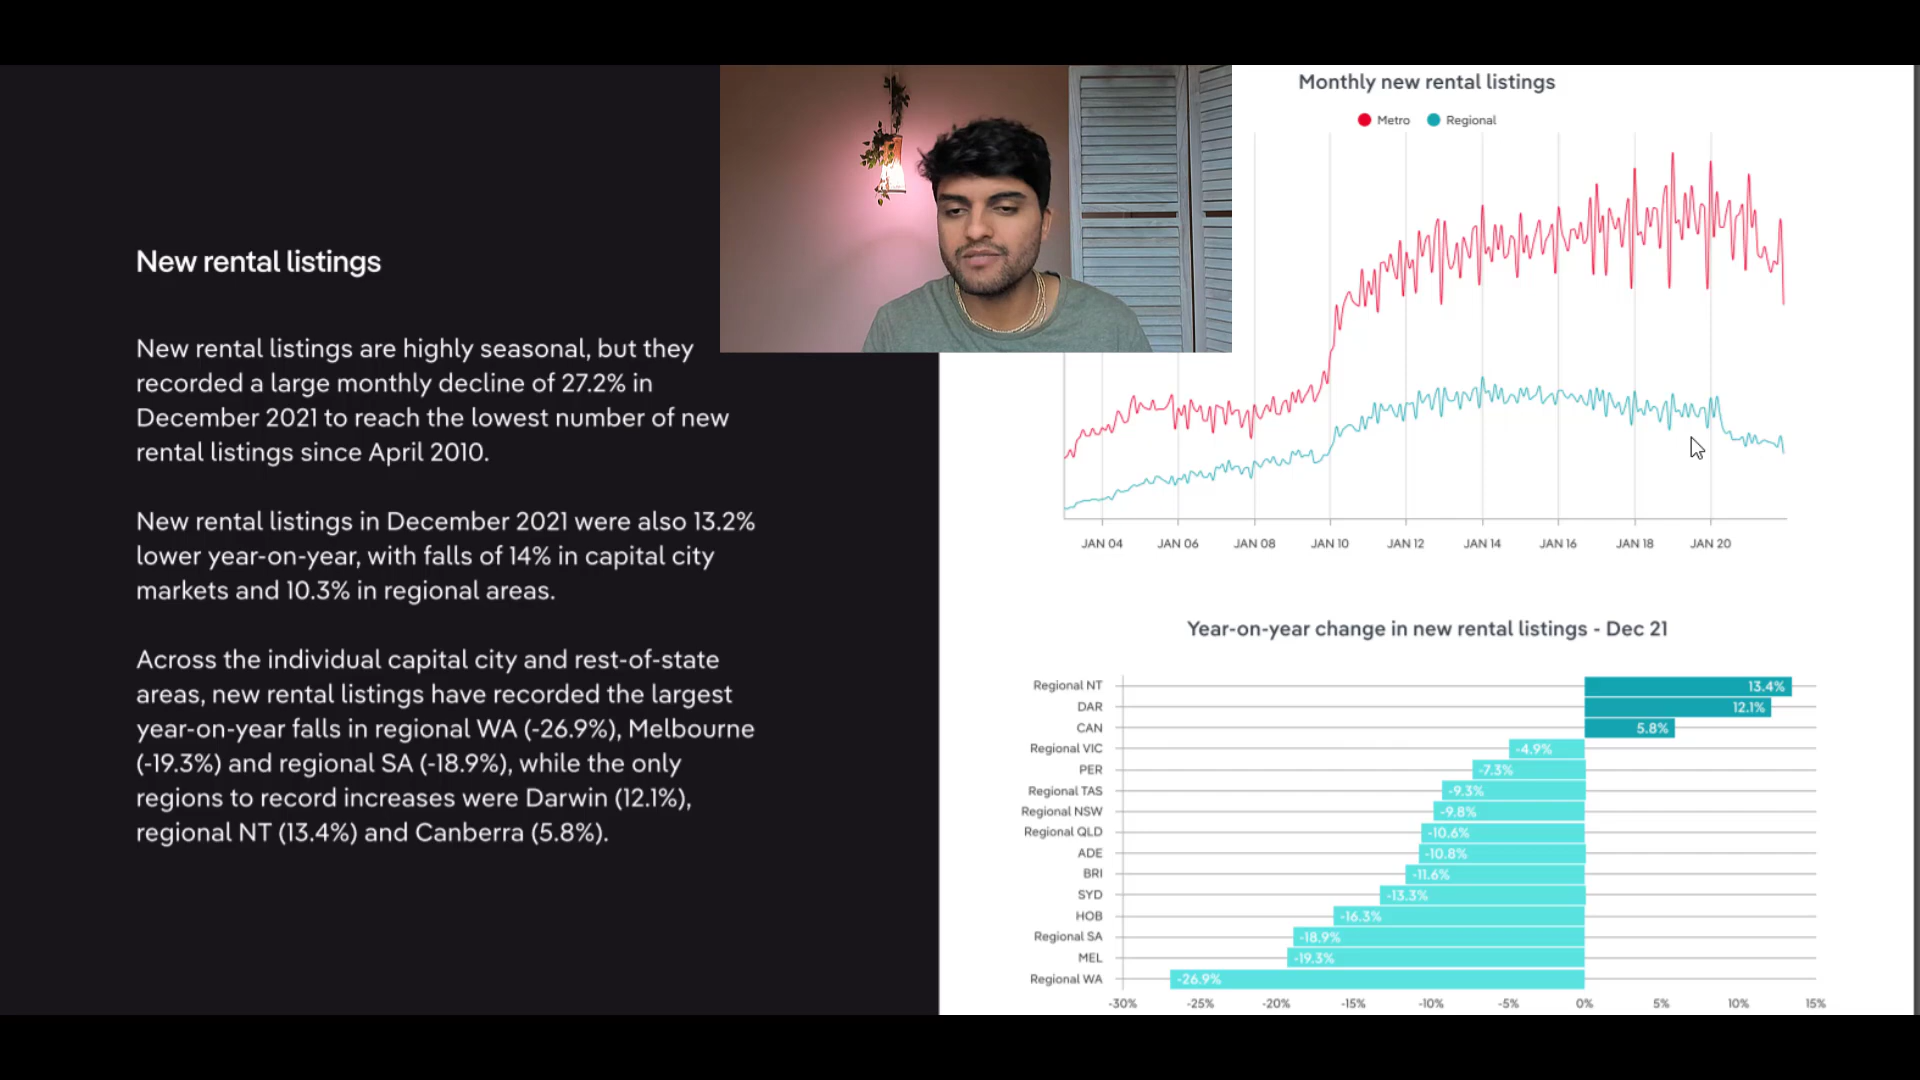 New rental listings
New rental listings are highly seasonal, but they
recorded a large monthly decline of 27.2% in
December 2021 to reach the lowest number of new
rental listings since April 2010.
New rental listings in December 2021 were also 13.2%
lower year-on-year, with falls of 14% in capital city
markets and 10.3% in regional areas.
Across the individual capital city and rest-of-state
areas, new rental listings have recorded the largest
year-on-year falls in regional WA (-26.9%), Melbourne
(-19.3%) and regional SA (-18.9%), while the only
regions to record increases were Darwin (12.1%),
regional NT (13.4%) and Canberra (5.8%).
Monthly new rental listings
Metro Regional
JAN 04 JAN 06 JAN 08 JAN 10 JAN 12 JAN 14 JAN 16 JAN 18 JAN 20
Year-on-year change in new rental listings - Dec 21
Regional NT 13.4%
DAR 12.1%
CAN 5.8%
Regional VIC -4.9%
PER -7.3%
Regional TAS -9.3%
Regional NSW -9.8%
Regional QLD -10.6%
ADE -10.8%
BRI -11.6%
SYD -13.3%
HOB -16.3%
Regional SA -18.9%
MEL -19.3%
Regional WA -26.9%
-30% -25% -20% -15% -10% -5% 0% 5% 10% 15%